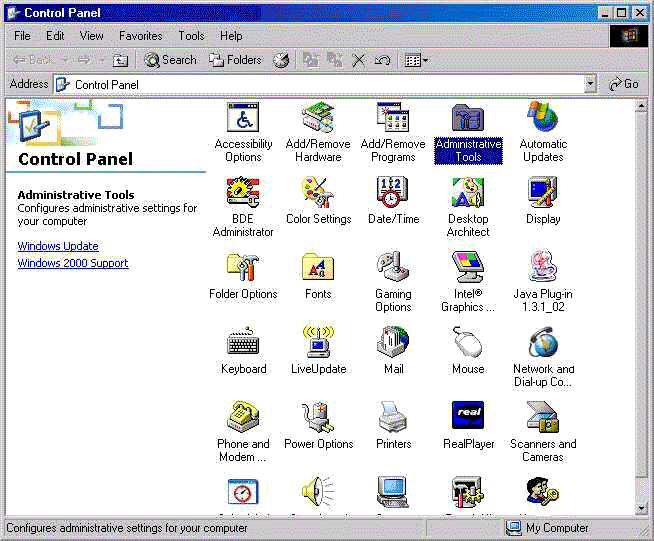 Control Panel
File Edit View Favorites Tools Help
Back Search Folders
Address Control Panel Go
Control Panel
Administrative Tools
Configures administrative settings for
your computer
Windows Update
Windows 2000 Support
Accessibility
Options
Add/Remove
Hardware
Add/Remove
Programs
Administrative
Tools
Automatic
Updates
BDE
Administrator
Color Settings
Date/Time
Desktop
Architect
Display
Folder Options
Fonts
Gaming
Options
Intel®
Graphics ...
Java Plug-in
1.3.1_02
Keyboard
LiveUpdate
Mail
Mouse
Network and
Dial-up Co...
Phone and
Modem ...
Power Options
Printers
real
RealPlayer
Scanners and
Cameras
Configures administrative settings for your computer
My Computer